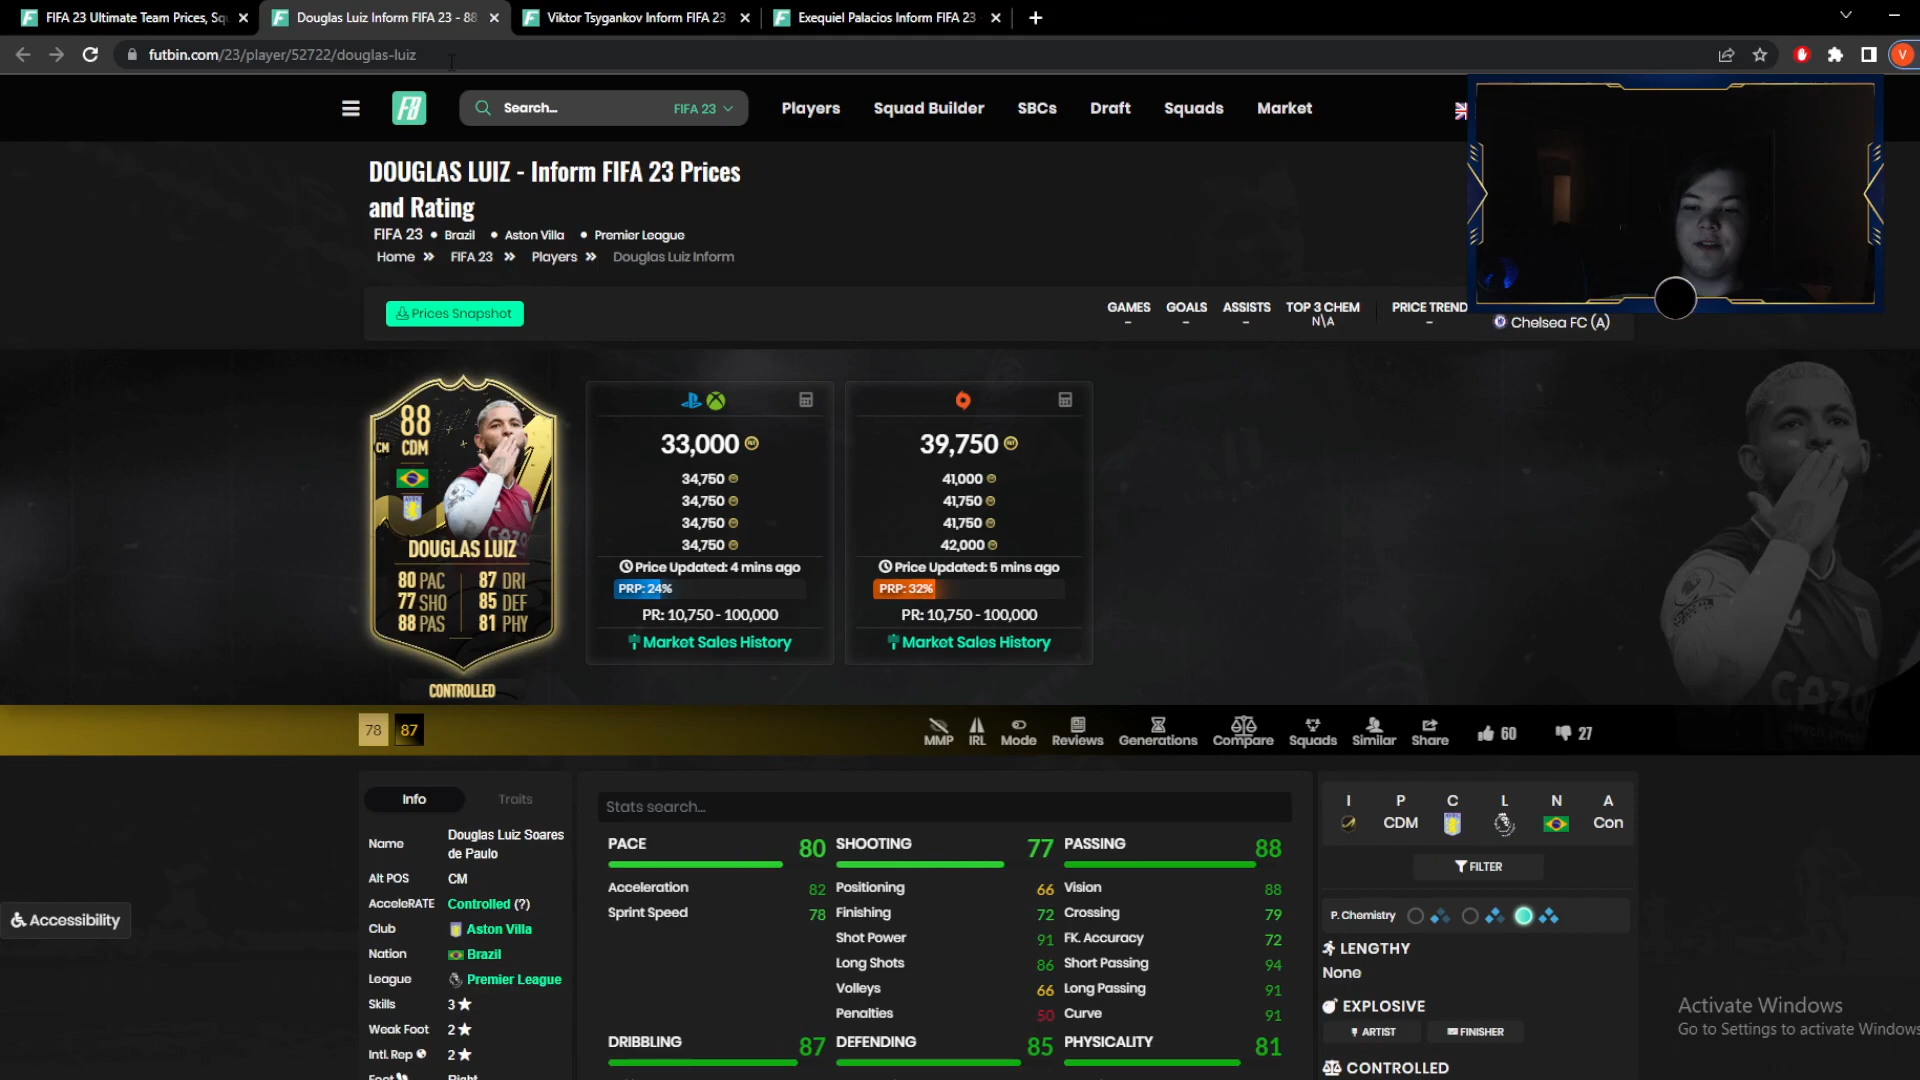 FIFA 23 Ultimate Team Prices, Sq
Douglas Luiz Inform FIFA 23 - 88
Viktor Tsygankov Inform FIFA 23
Exequiel Palacios Inform FIFA 23
futbin.com/23/player/52722/douglas-luiz
V
Search...
FIFA 23
Players
Squad Builder
SBCs
Draft
Squads
Market
DOUGLAS LUIZ - Inform FIFA 23 Prices
and Rating
FIFA 23 • Brazil • Aston Villa • Premier League
Home » FIFA 23 » Players » Douglas Luiz Inform
Prices Snapshot
GAMES
-
GOALS
-
ASSISTS
-
TOP 3 CHEM
N\A
PRICE TREND
-
Chelsea FC (A)
88
CM
CDM
DOUGLAS LUIZ
80 PAC
87 DRI
77 SHO
85 DEF
88 PAS
81 PHY
CONTROLLED
33,000
34,750
34,750
34,750
34,750
Price Updated: 4 mins ago
PRP: 24%
PR: 10,750 - 100,000
Market Sales History
39,750
41,000
41,750
41,750
42,000
Price Updated: 5 mins ago
PRP: 32%
PR: 10,750 - 100,000
Market Sales History
78
87
MMP
IRL
Mode
Reviews
Generations
Compare
Squads
Similar
Share
60
27
Info
Traits
Name
Douglas Luiz Soares
de Paulo
Alt POS
CM
AcceleRATE
Controlled (?)
Club
Aston Villa
Nation
Brazil
League
Premier League
Skills
3
Weak Foot
2
Intl. Rep
2
Foot
Right
Stats search...
PACE 80
Acceleration 82
Sprint Speed 78
SHOOTING 77
Positioning 66
Finishing 72
Shot Power 91
Long Shots 86
Volleys 66
Penalties 50
PASSING 88
Vision 88
Crossing 79
FK. Accuracy 72
Short Passing 94
Long Passing 91
Curve 91
DRIBBLING 87
DEFENDING 85
PHYSICALITY 81
I P C L N A
CDM
Con
FILTER
P. Chemistry
LENGTHY
None
EXPLOSIVE
ARTIST
FINISHER
CONTROLLED
Accessibility
Activate Windows
Go to Settings to activate Windows